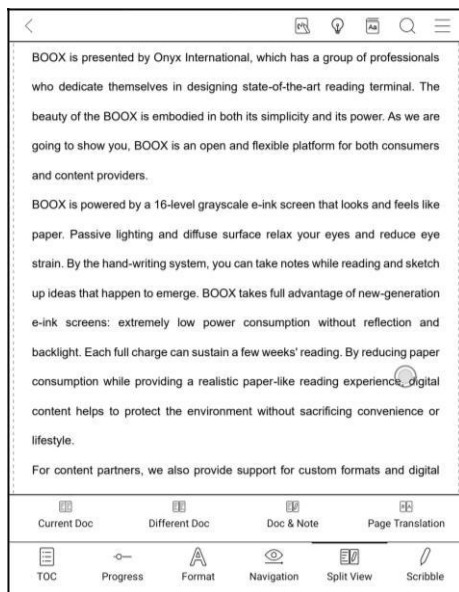 Aa
BOOX is presented by Onyx International, which has a group of professionals
who dedicate themselves in designing state-of-the-art reading terminal. The
beauty of the BOOX is embodied in both its simplicity and its power. As we are
going to show you, BOOX is an open and flexible platform for both consumers
and content providers.
BOOX is powered by a 16-level grayscale e-ink screen that looks and feels like
paper. Passive lighting and diffuse surface relax your eyes and reduce eye
strain. By the hand-writing system, you can take notes while reading and sketch
up ideas that happen to emerge. BOOX takes full advantage of new-generation
e-ink screens: extremely low power consumption without reflection and
backlight. Each full charge can sustain a few weeks' reading. By reducing paper
consumption while providing a realistic paper-like reading experience, digital
content helps to protect the environment without sacrificing convenience or
lifestyle.
For content partners, we also provide support for custom formats and digital
Current Doc Different Doc Doc & Note Page Translation
TOC Progress Format Navigation Split View Scribble